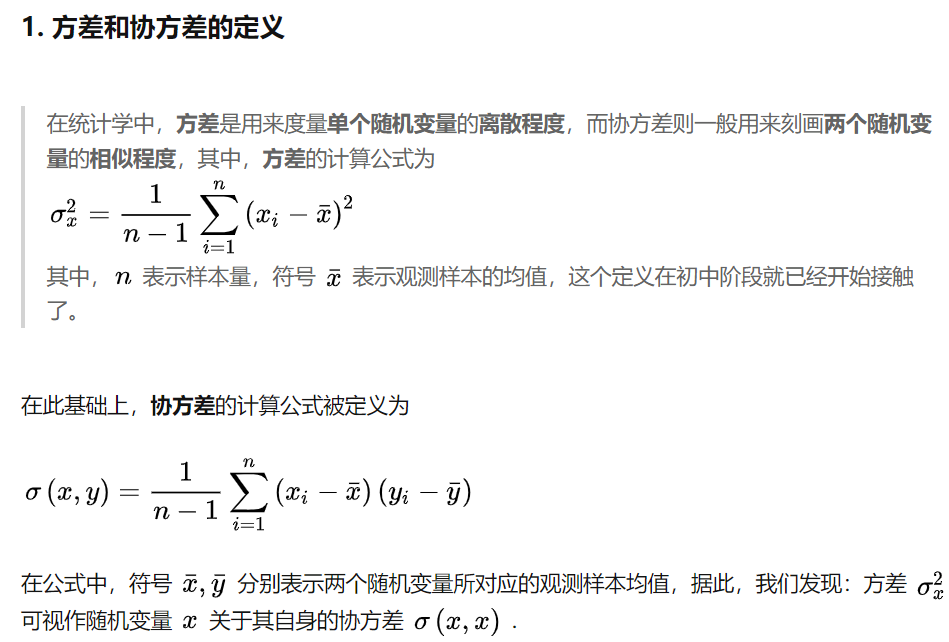 1. 方差和协方差的定义
在统计学中，方差是用来度量单个随机变量的离散程度，而协方差则一般用来刻画两个随机变
量的相似程度，其中，方差的计算公式为
σ_x^2 = \frac{1}{n-1} \sum_{i=1}^{n} (x_i - \bar{x})^2
其中，n 表示样本量，符号 \bar{x} 表示观测样本的均值，这个定义在初中阶段就已经开始接触
了。
在此基础上，协方差的计算公式被定义为
σ(x, y) = \frac{1}{n-1} \sum_{i=1}^{n} (x_i - \bar{x}) (y_i - \bar{y})
在公式中，符号 \bar{x}, \bar{y} 分别表示两个随机变量所对应的观测样本均值，据此，我们发现：方差 σ_x^2
可视作随机变量 x 关于其自身的协方差 σ(x, x) .